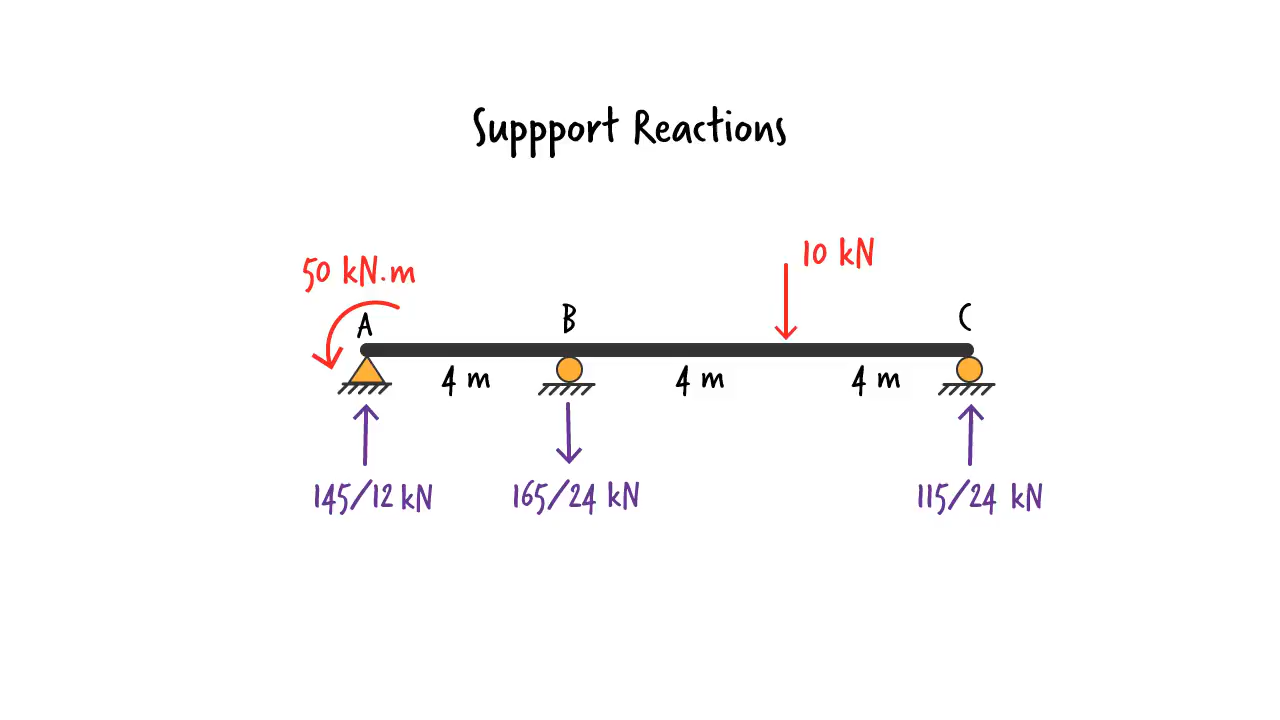 Suppport Reactions
10 kN
50 kN.m
A
B
C
4 m
4 m
4 m
145/12 kN
165/24 kN
115/24 kN